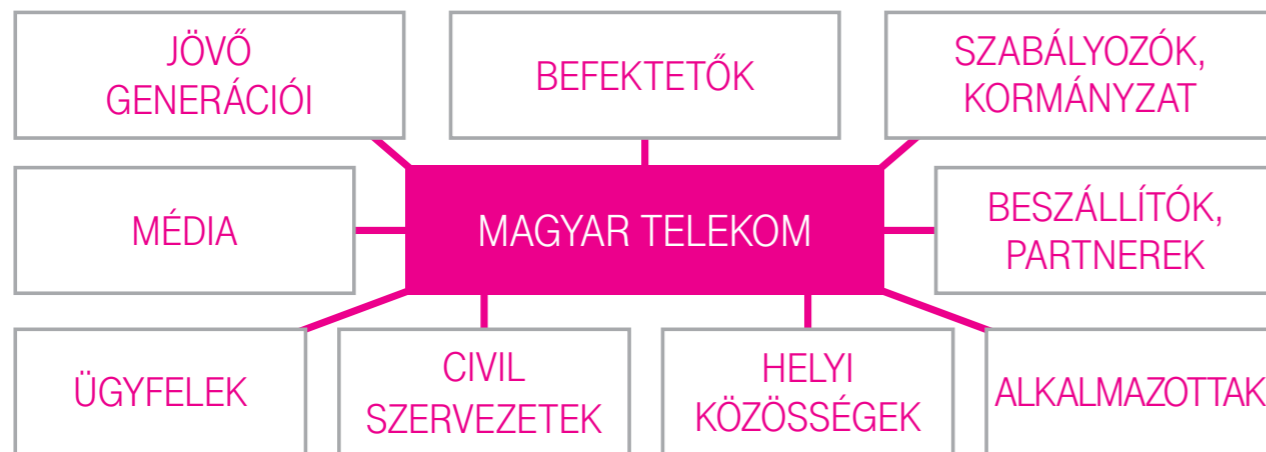 JÖVŐ
GENERÁCIÓI
BEFEKTETŐK
SZABÁLYOZÓK,
KORMÁNYZAT
MÉDIA
MAGYAR TELEKOM
BESZÁLLÍTÓK,
PARTNEREK
ÜGYFELEK
CIVIL
SZERVEZETEK
HELYI
KÖZÖSSÉGEK
ALKALMAZOTTAK